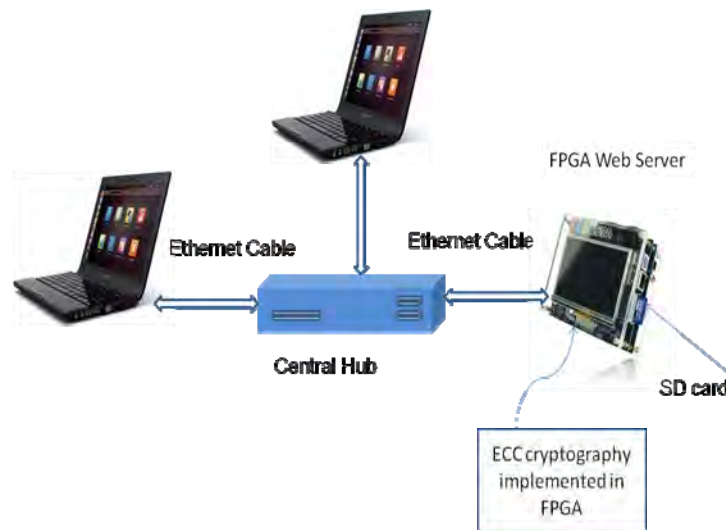 FPGA Web Server
Ethernet Cable
Ethernet Cable
Central Hub
SD card
ECC cryptography
implemented in
FPGA